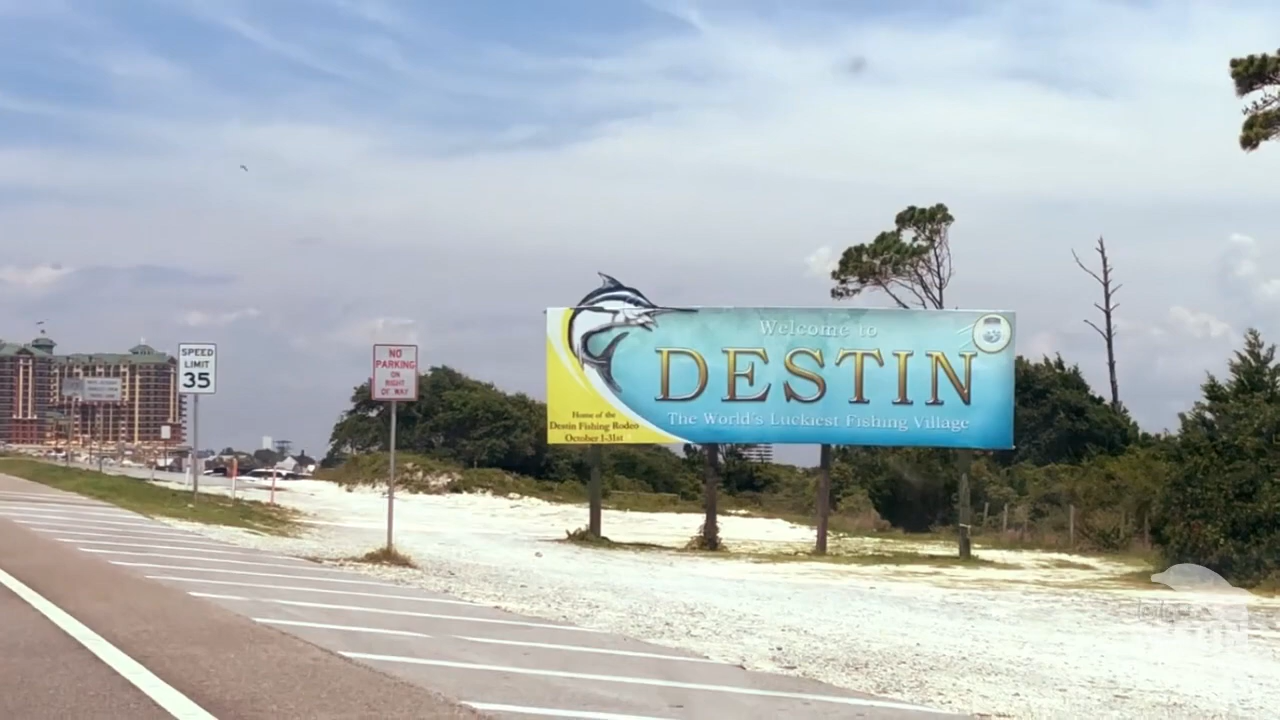 SPEED
LIMIT
35
NO
PARKING
ON
RIGHT
OF WAY
Welcome to
DESTIN
The World's Luckiest Fishing Village
Home of the
Destin Fishing Rodeo
October 1-31st